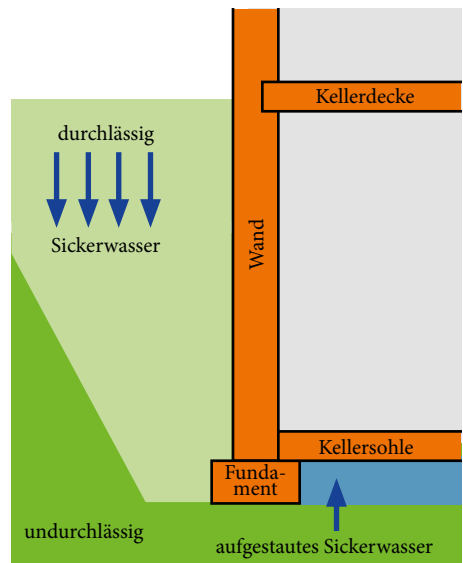 Kellerdecke
durchlässig
Sickerwasser
Wand
Kellersohle
Funda-
ment
undurchlässig
aufgestautes Sickerwasser